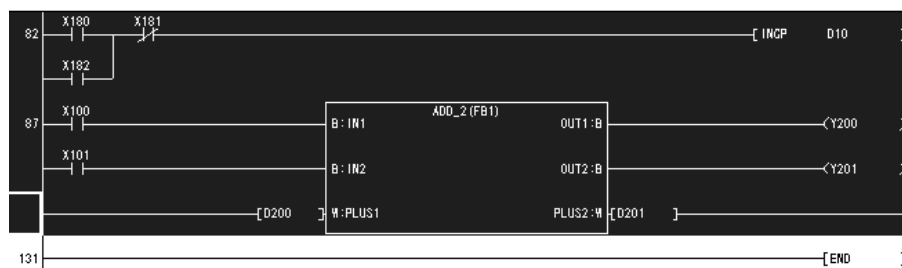 X180 X181
82 INCP D10
X182
X100 ADD_2(FB1)
87 B:IN1 OUT1:B Y200
X101
B:IN2 OUT2:B Y201
D200 W:PLUS1 PLUS2:W D201
131 END